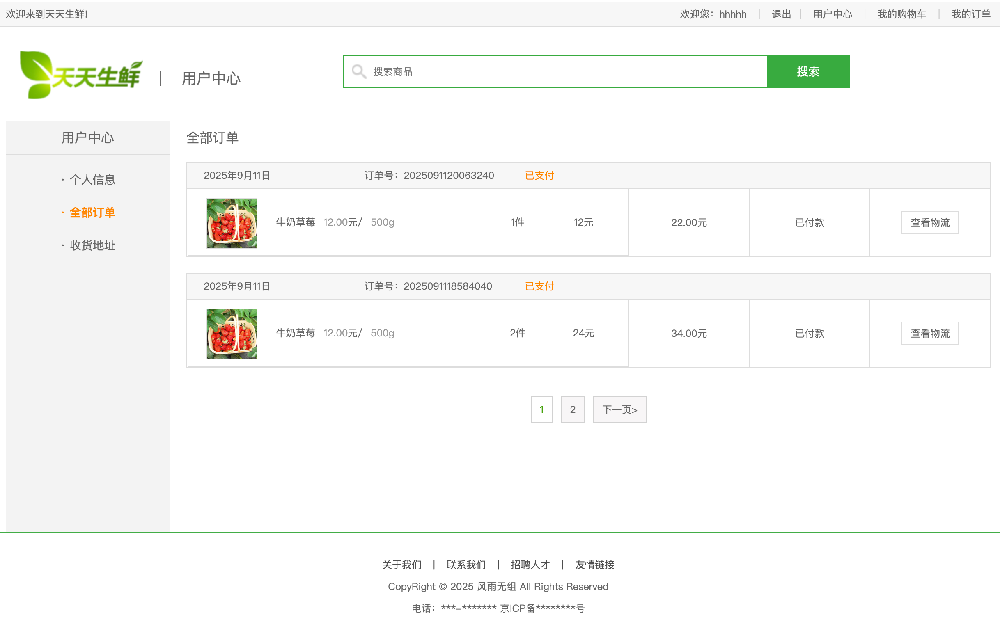 欢迎来到天天生鲜!
欢迎您：hhhhh | 退出 | 用户中心 | 我的购物车 | 我的订单
天天生鲜 | 用户中心
搜索商品 搜索
用户中心
· 个人信息
· 全部订单
· 收货地址
全部订单
2025年9月11日 订单号：2025091120063240 已支付
牛奶草莓 12.00元/ 500g 1件 12元 22.00元 已付款 查看物流
2025年9月11日 订单号：2025091118584040 已支付
牛奶草莓 12.00元/ 500g 2件 24元 34.00元 已付款 查看物流
1 2 下一页>
关于我们 | 联系我们 | 招聘人才 | 友情链接
CopyRight © 2025 风雨无组 All Rights Reserved
电话：***-******* 京ICP备********号